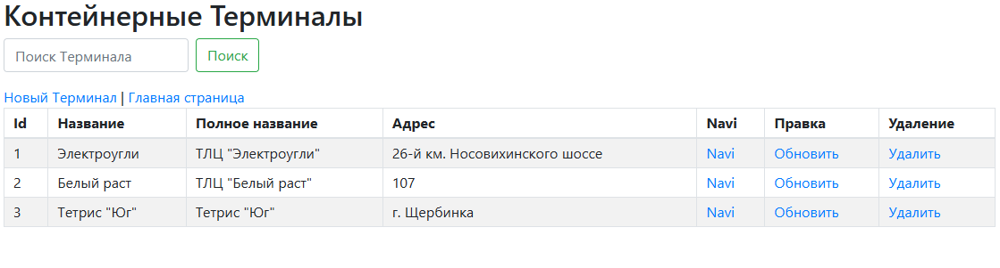 Контейнерные Терминалы
Поиск Терминала Поиск
Новый Терминал | Главная страница
Id Название Полное название Адрес Navi Правка Удаление
1 Электроугли ТЛЦ "Электроугли" 26-й км. Носовихинского шоссе Navi Обновить Удалить
2 Белый раст ТЛЦ "Белый раст" 107 Navi Обновить Удалить
3 Тетрис "Юг" Тетрис "Юг" г. Щербинка Navi Обновить Удалить